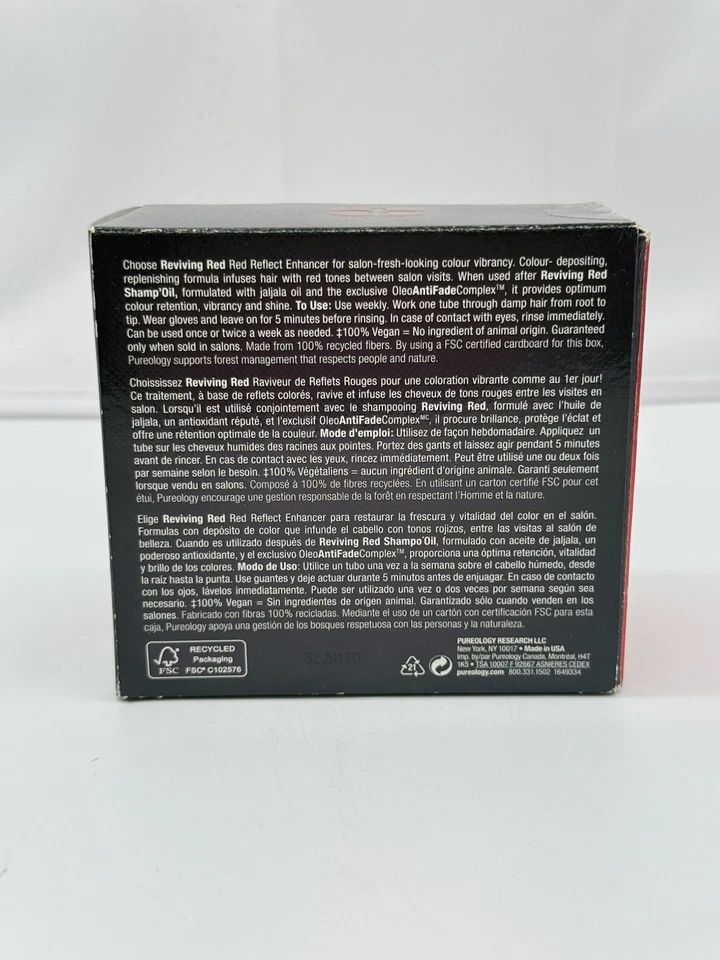 Choose Reviving Red Red Reflect Enhancer for salon-fresh-looking colour vibrancy. Colour- depositing,
replenishing formula infuses hair with red tones between salon visits. When used after Reviving Red
Shamp'Oil, formulated with jaljala oil and the exclusive OleoAntiFadeComplex™, it provides optimum
colour retention, vibrancy and shine. To Use: Use weekly. Work one tube through damp hair from root to
tip. Wear gloves and leave on for 5 minutes before rinsing. In case of contact with eyes, rinse immediately.
Can be used once or twice a week as needed. ‡100% Vegan = No ingredient of animal origin. Guaranteed
only when sold in salons. Made from 100% recycled fibers. By using a FSC certified cardboard for this box,
Pureology supports forest management that respects people and nature.
Choisissez Reviving Red Raviveur de Reflets Rouges pour une coloration vibrante comme au 1er jour!
Ce traitement, à base de reflets colorés, ravive et infuse les cheveux de tons rouges entre les visites en
salon. Lorsqu'il est utilisé conjointement avec le shampooing Reviving Red, formulé avec l'huile de
jaljala, un antioxydant réputé, et l'exclusif OleoAntiFadeComplexᴹᶜ, il procure brillance, protège l'éclat et
offre une rétention optimale de la couleur. Mode d'emploi: Utilisez de façon hebdomadaire. Appliquez un
tube sur les cheveux humides des racines aux pointes. Portez des gants et laissez agir pendant 5 minutes
avant de rincer. En cas de contact avec les yeux, rincez immédiatement. Peut être utilisé une ou deux fois
par semaine selon le besoin. ‡100% Végétaliens = aucun ingrédient d'origine animale. Garanti seulement
lorsque vendu en salons. Composé à 100% de fibres recyclées. En utilisant un carton certifié FSC pour cet
étui, Pureology encourage une gestion responsable de la forêt en respectant l'Homme et la nature.
Elige Reviving Red Red Reflect Enhancer para restaurar la frescura y vitalidad del color en el salón.
Formulas con depósito de color que infunde el cabello con tonos rojizos, entre las visitas al salón de
belleza. Cuando es utilizado después de Reviving Red Shampo'Oil, formulado con aceite de jaljala, un
poderoso antioxidante, y el exclusivo OleoAntiFadeComplex™, proporciona una óptima retención, vitalidad
y brillo de los colores. Modo de Uso: Utilice un tubo una vez a la semana sobre el cabello húmedo, desde
la raíz hasta la punta. Use guantes y deje actuar durante 5 minutos antes de enjuagar. En caso de contacto
con los ojos, lávelos inmediatamente. Puede ser utilizado una vez o dos veces por semana según sea
necesario. ‡100% Vegan = Sin ingredientes de origen animal. Garantizado sólo cuando venden en los
salones. Fabricado con fibras 100% recicladas. Mediante el uso de un cartón con certificación FSC para esta
caja, Pureology apoya una gestión de los bosques respetuosa con las personas y la naturaleza.
FSC
RECYCLED
Packaging
FSC® C102576
21
PUREOLOGY RESEARCH LLC
New York, NY 10017 • Made in USA
Imp. by/par Pureology Canada, Montréal, H4T
1K5 • TSA 10007 F 92667 ASNIERES CEDEX
pureology.com 800.331.1502 1649334